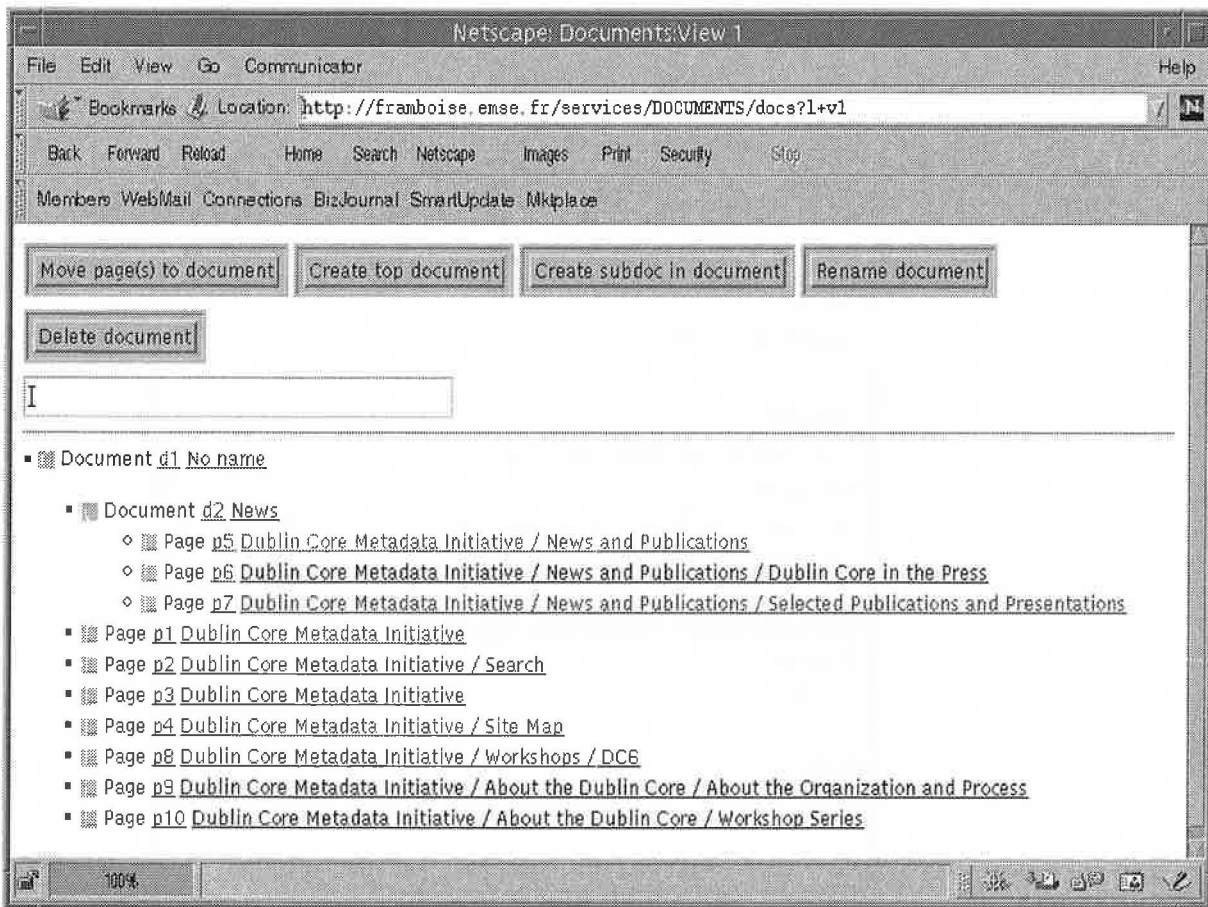 Netscape: Documents:View 1
File Edit View Go Communicator Help
Bookmarks Location: http://framboise.emse.fr/services/DOCUMENTS/docs?l+v1 N
Back Forward Reload Home Search Netscape Images Print Security Stop
Members WebMail Connections BizJournal SmartUpdate Mktplace
Move page(s) to document Create top document Create subdoc in document Rename document
Delete document
Document d1 No name
Document d2 News
Page p5 Dublin Core Metadata Initiative / News and Publications
Page p6 Dublin Core Metadata Initiative / News and Publications / Dublin Core in the Press
Page p7 Dublin Core Metadata Initiative / News and Publications / Selected Publications and Presentations
Page p1 Dublin Core Metadata Initiative
Page p2 Dublin Core Metadata Initiative / Search
Page p3 Dublin Core Metadata Initiative
Page p4 Dublin Core Metadata Initiative / Site Map
Page p8 Dublin Core Metadata Initiative / Workshops / DC6
Page p9 Dublin Core Metadata Initiative / About the Dublin Core / About the Organization and Process
Page p10 Dublin Core Metadata Initiative / About the Dublin Core / Workshop Series
100%